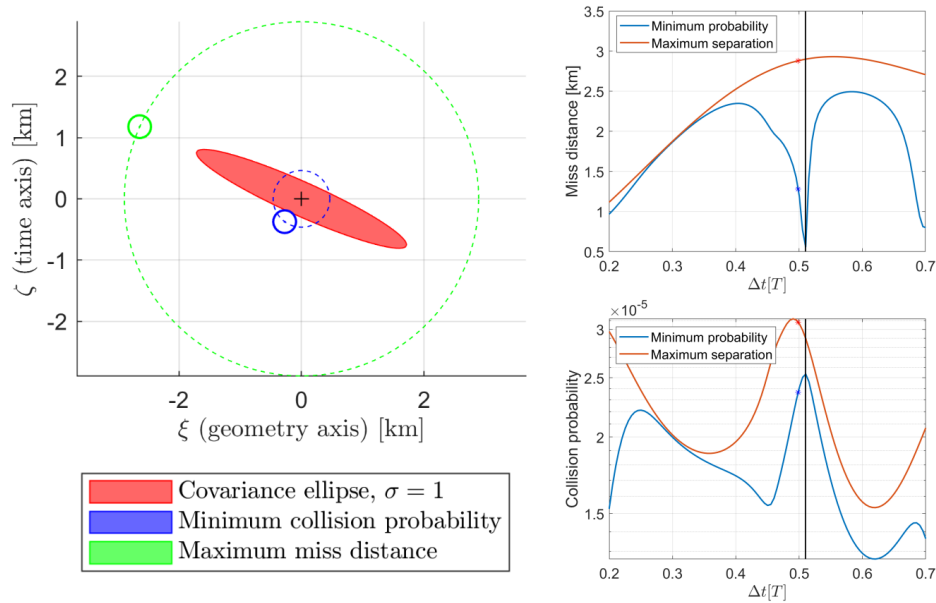 2
1
0
-1
-2
ζ (time axis) [km]
-2
0
2
ξ (geometry axis) [km]
Covariance ellipse, σ = 1
Minimum collision probability
Maximum miss distance
3.5
3
2.5
2
1.5
1
0.5
Miss distance [km]
Minimum probability
Maximum separation
0.2
0.3
0.4
0.5
0.6
0.7
Δt[T]
×10⁻⁵
3
2.5
2
1.5
Collision probability
Minimum probability
Maximum separation
0.2
0.3
0.4
0.5
0.6
0.7
Δt[T]